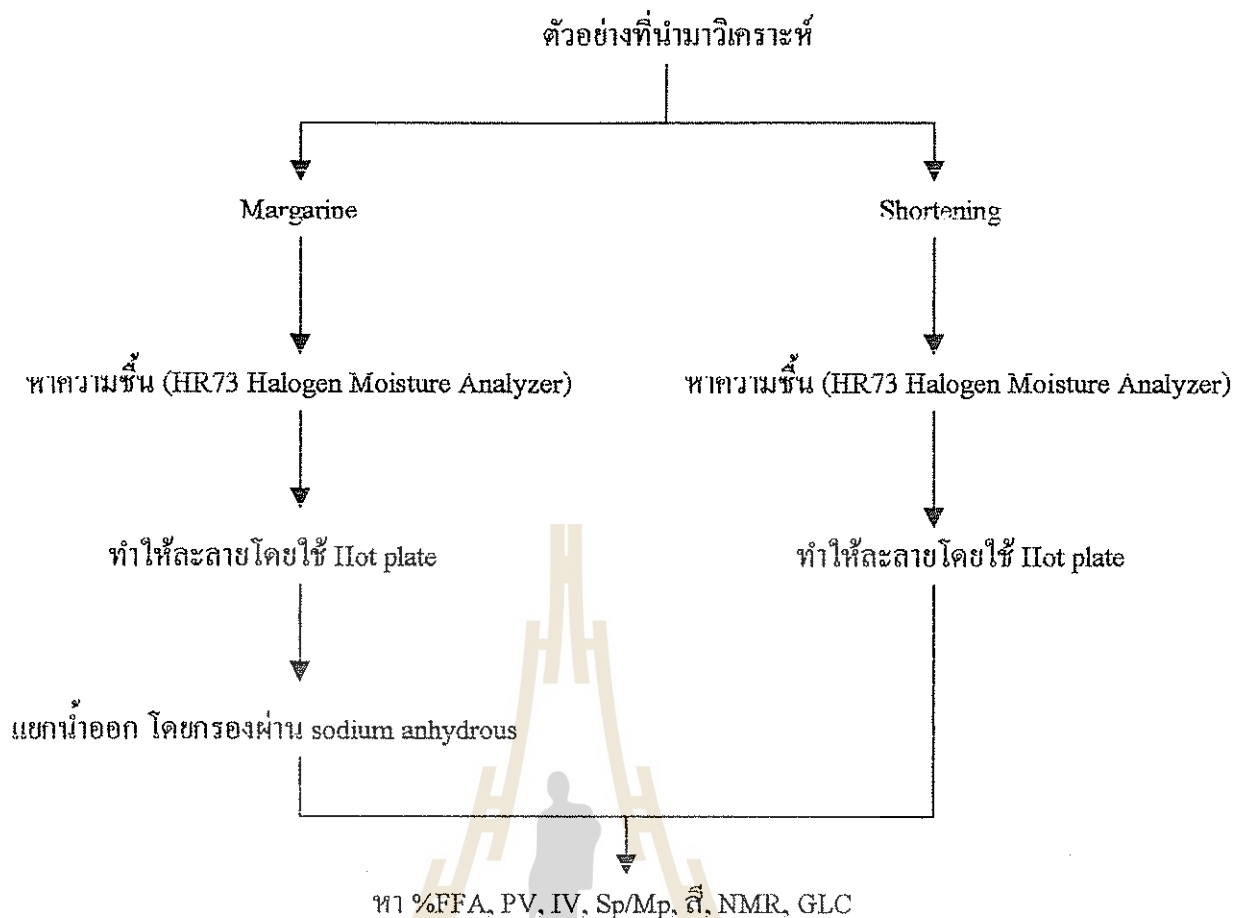 ตัวอย่างที่นำมาวิเคราะห์
Margarine
Shortening
หาความชื้น (HR73 Halogen Moisture Analyzer)
หาความชื้น (HR73 Halogen Moisture Analyzer)
ทำให้ละลายโดยใช้ Hot plate
ทำให้ละลายโดยใช้ Hot plate
แยกน้ำออก โดยกรองผ่าน sodium anhydrous
หา %FFA, PV, IV, Sp/Mp, สี, NMR, GLC